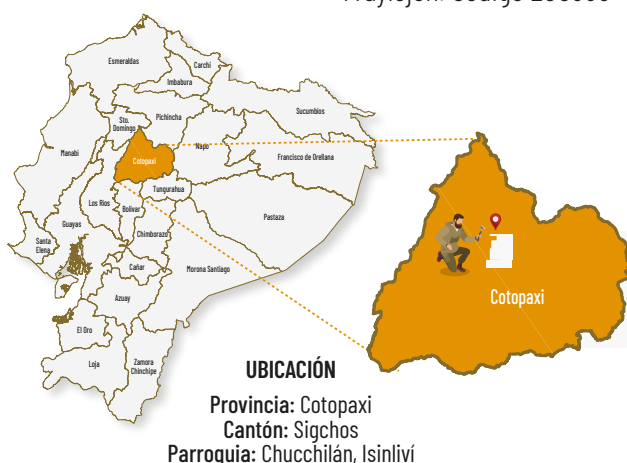 Esmeraldas
Carchi
Imbabura
Sucumbios
Pichincha
Sto.
Domingo
Manabí
Cotopaxi
Napo
Francisco de Orellana
Tungurahua
Los Ríos
Bolívar
Pastaza
Guayas
Chimborazo
Santa
Elena
Cañar
Morona Santiago
Azuay
El Oro
Loja
Zamora
Chinchipe
Cotopaxi
UBICACIÓN
Provincia: Cotopaxi
Cantón: Sigchos
Parroquia: Chucchilán, Isinliví